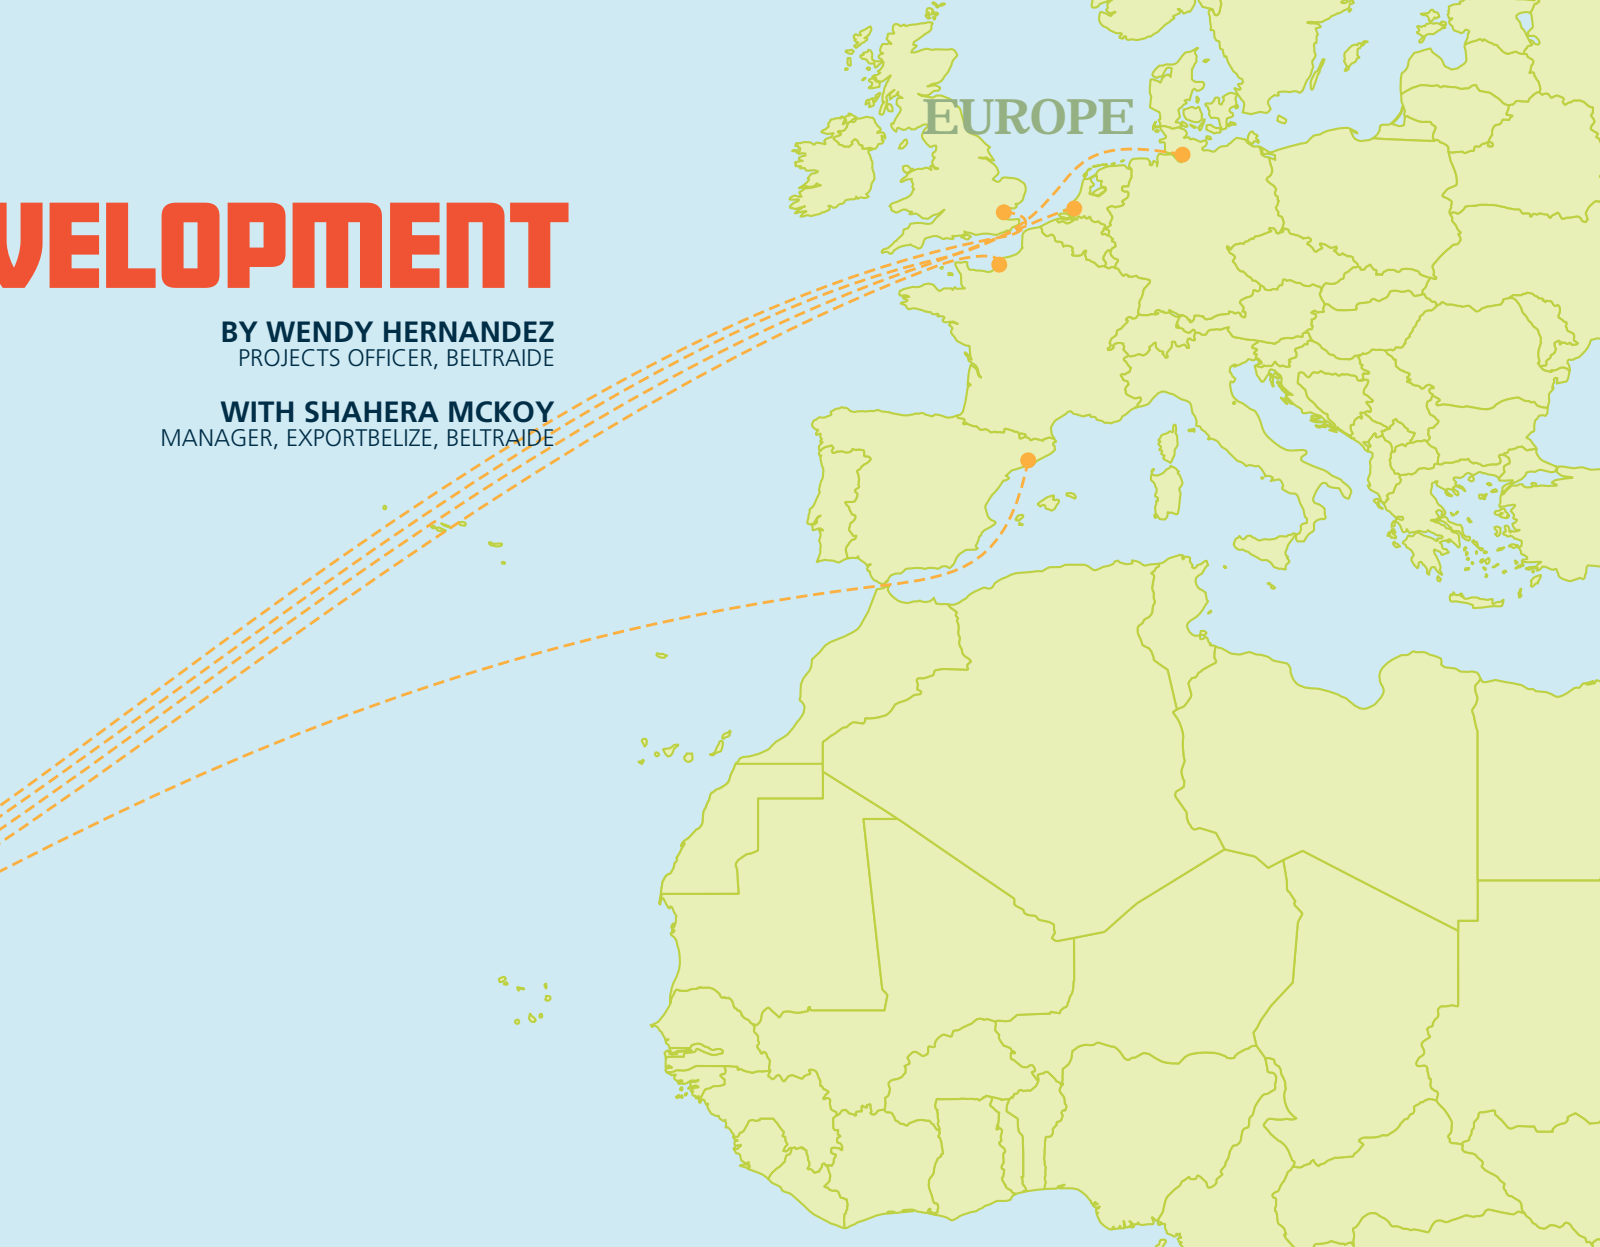 EUROPE
VELOPMENT
BY WENDY HERNANDEZ
PROJECTS OFFICER, BELTRAIDE
WITH SHAHERA MCKOY
MANAGER, EXPORTBELIZE, BELTRAIDE